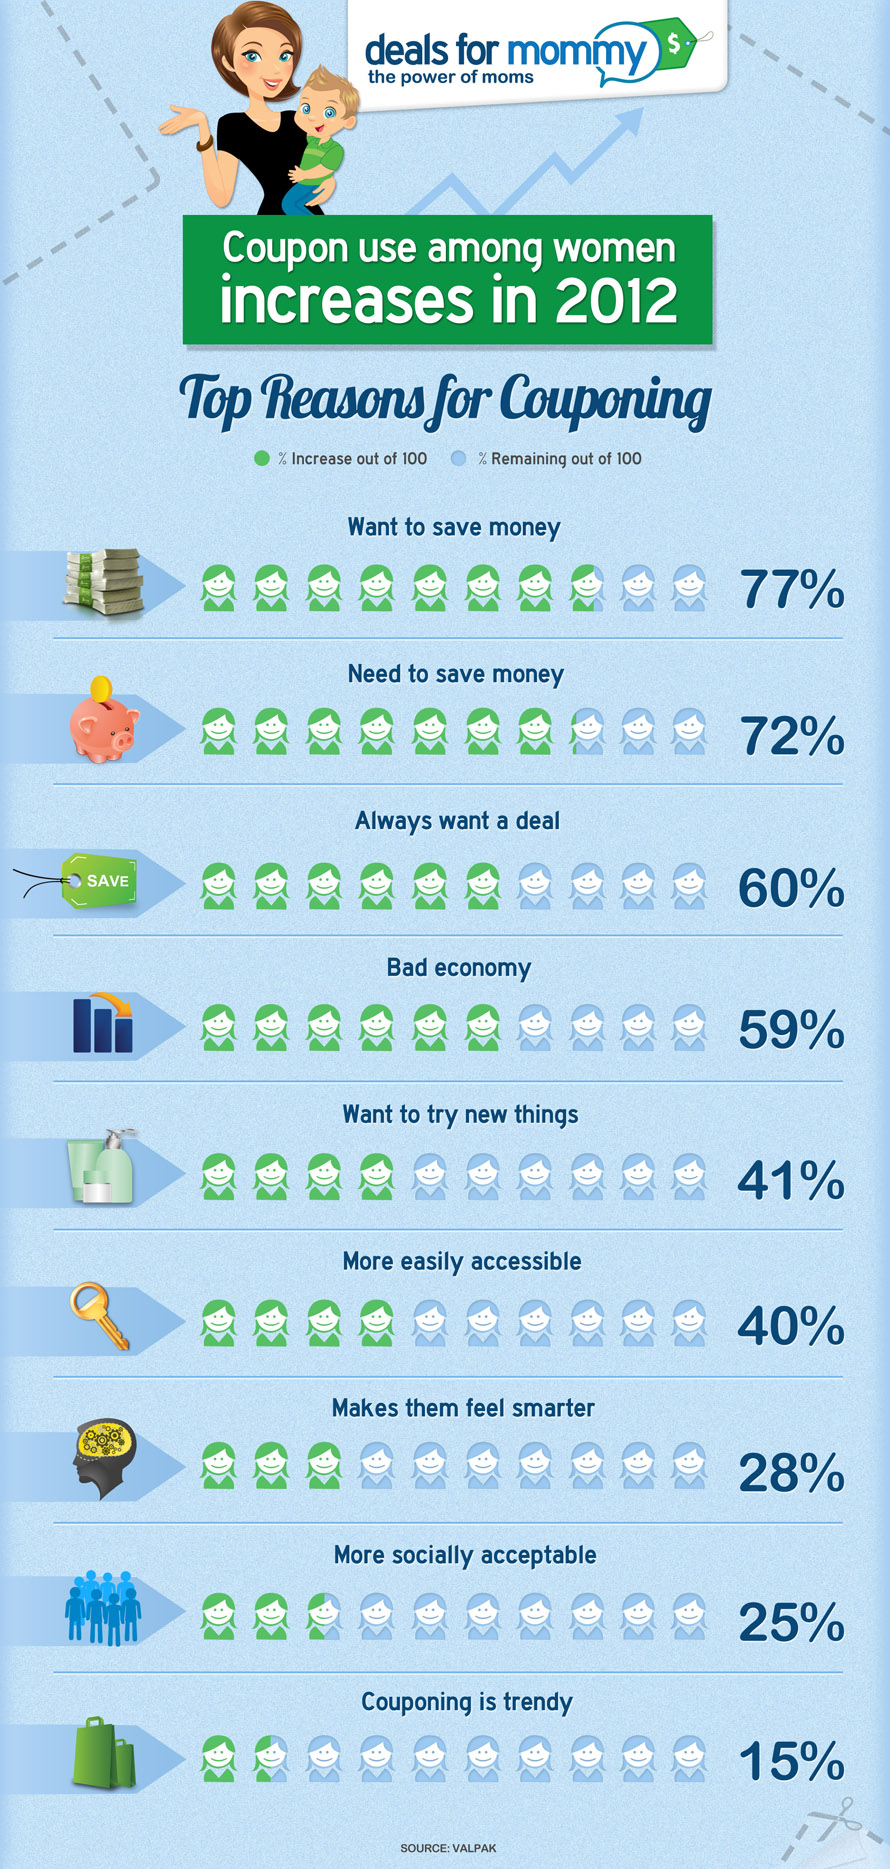 deals for mommy
$
the power of moms
Coupon use among women
increases in 2012
Top Reasons for Couponing
% Increase out of 100
% Remaining out of 100
Want to save money
77%
Need to save money
72%
Always want a deal
SAVE
60%
Bad economy
59%
Want to try new things
41%
More easily accessible
40%
Makes them feel smarter
28%
More socially acceptable
25%
Couponing is trendy
15%
SOURCE: VALPAK